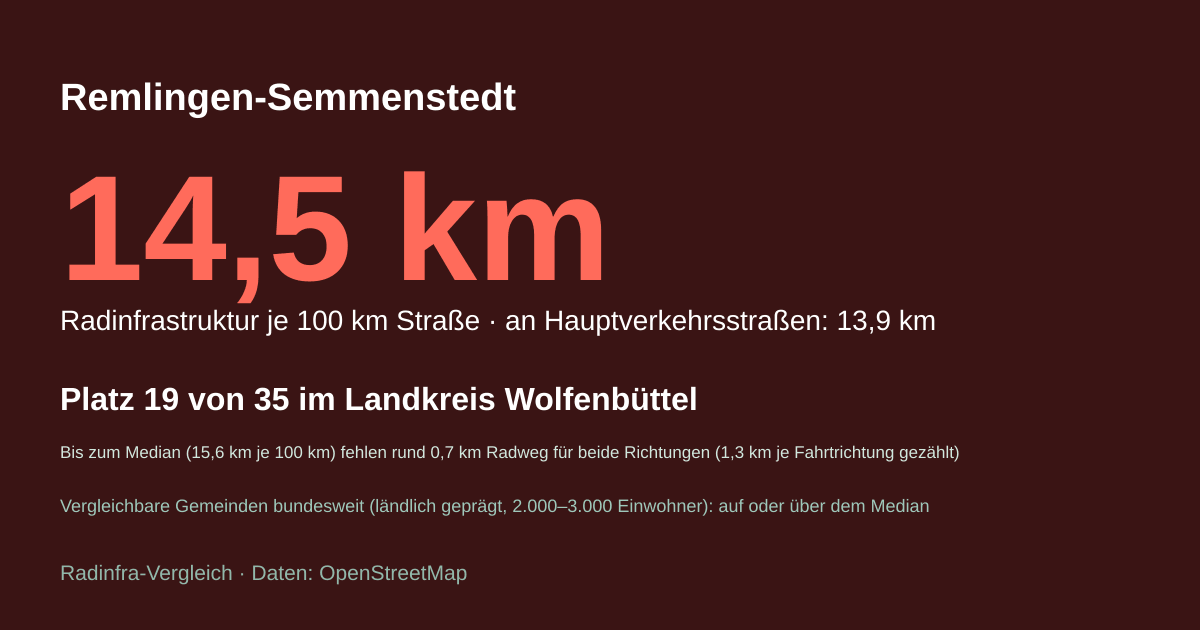 Remlingen-Semmenstedt
14,5 km
Radinfrastruktur je 100 km Straße · an Hauptverkehrsstraßen: 13,9 km
Platz 19 von 35 im Landkreis Wolfenbüttel
Bis zum Median (15,6 km je 100 km) fehlen rund 0,7 km Radweg für beide Richtungen (1,3 km je Fahrtrichtung gezählt)
Vergleichbare Gemeinden bundesweit (ländlich geprägt, 2.000–3.000 Einwohner): auf oder über dem Median
Radinfra-Vergleich · Daten: OpenStreetMap